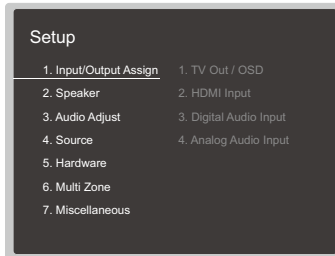 Setup
1. Input/Output Assign
2. Speaker
3. Audio Adjust
4. Source
5. Hardware
6. Multi Zone
7. Miscellaneous
1. TV Out / OSD
2. HDMI Input
3. Digital Audio Input
4. Analog Audio Input